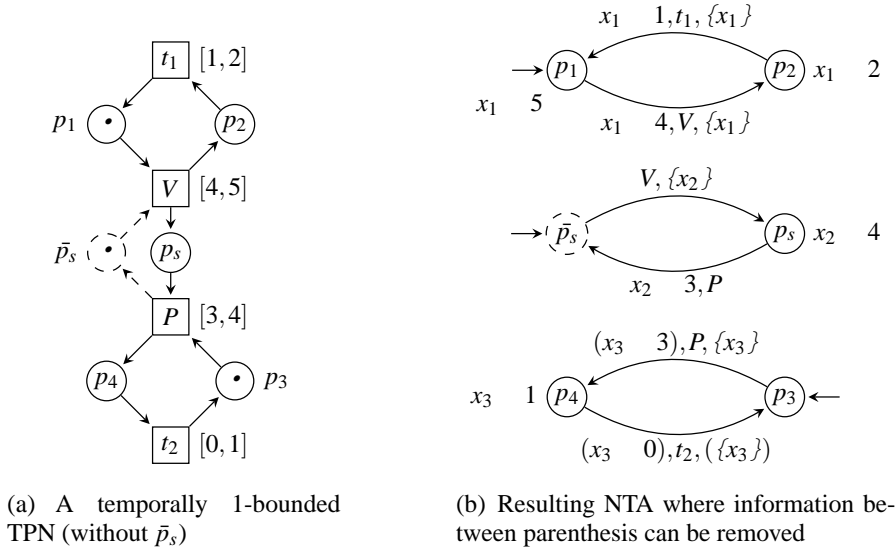 t1 [1,2]
p1 p2
V [4,5]
p̄s ps
P [3,4]
p4 p3
t2 [0,1]
(a) A temporally 1-bounded
TPN (without p̄s)
x1 1, t1, {x1}
p1 p2 x1 2
x1 5
x1 4, V, {x1}
V, {x2}
p̄s ps x2 4
x2 3, P
(x3 3), P, {x3}
x3 1 p4 p3
(x3 0), t2, ({x3})
(b) Resulting NTA where information be-
tween parenthesis can be removed